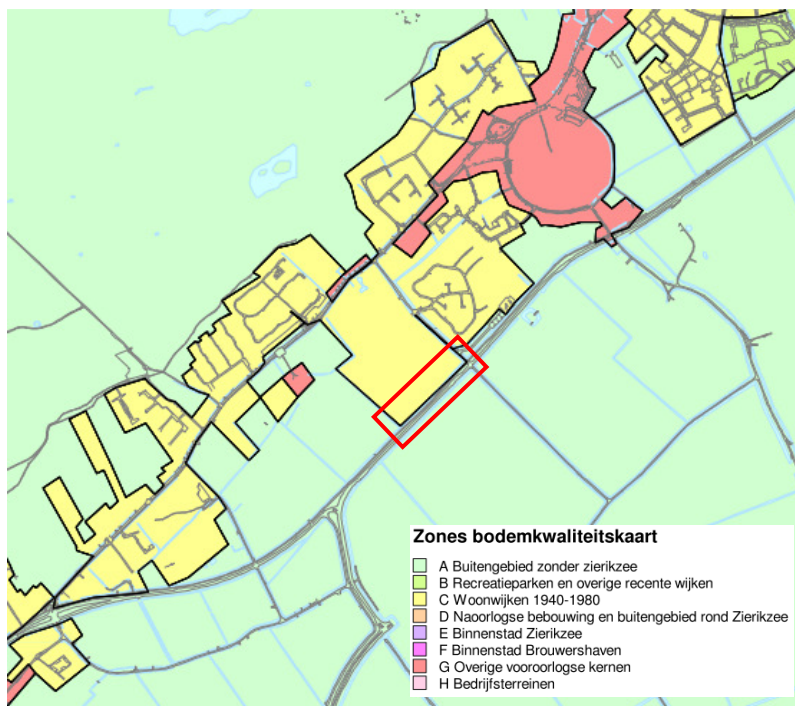 Zones bodemkwaliteitskaart
A Buitengebied zonder zierikzee
B Recreatieparken en overige recente wijken
C Woonwijken 1940-1980
D Naoorlogse bebouwing en buitengebied rond Zierikzee
E Binnenstad Zierikzee
F Binnenstad Brouwershaven
G Overige vooroorlogse kernen
H Bedrijfsterreinen